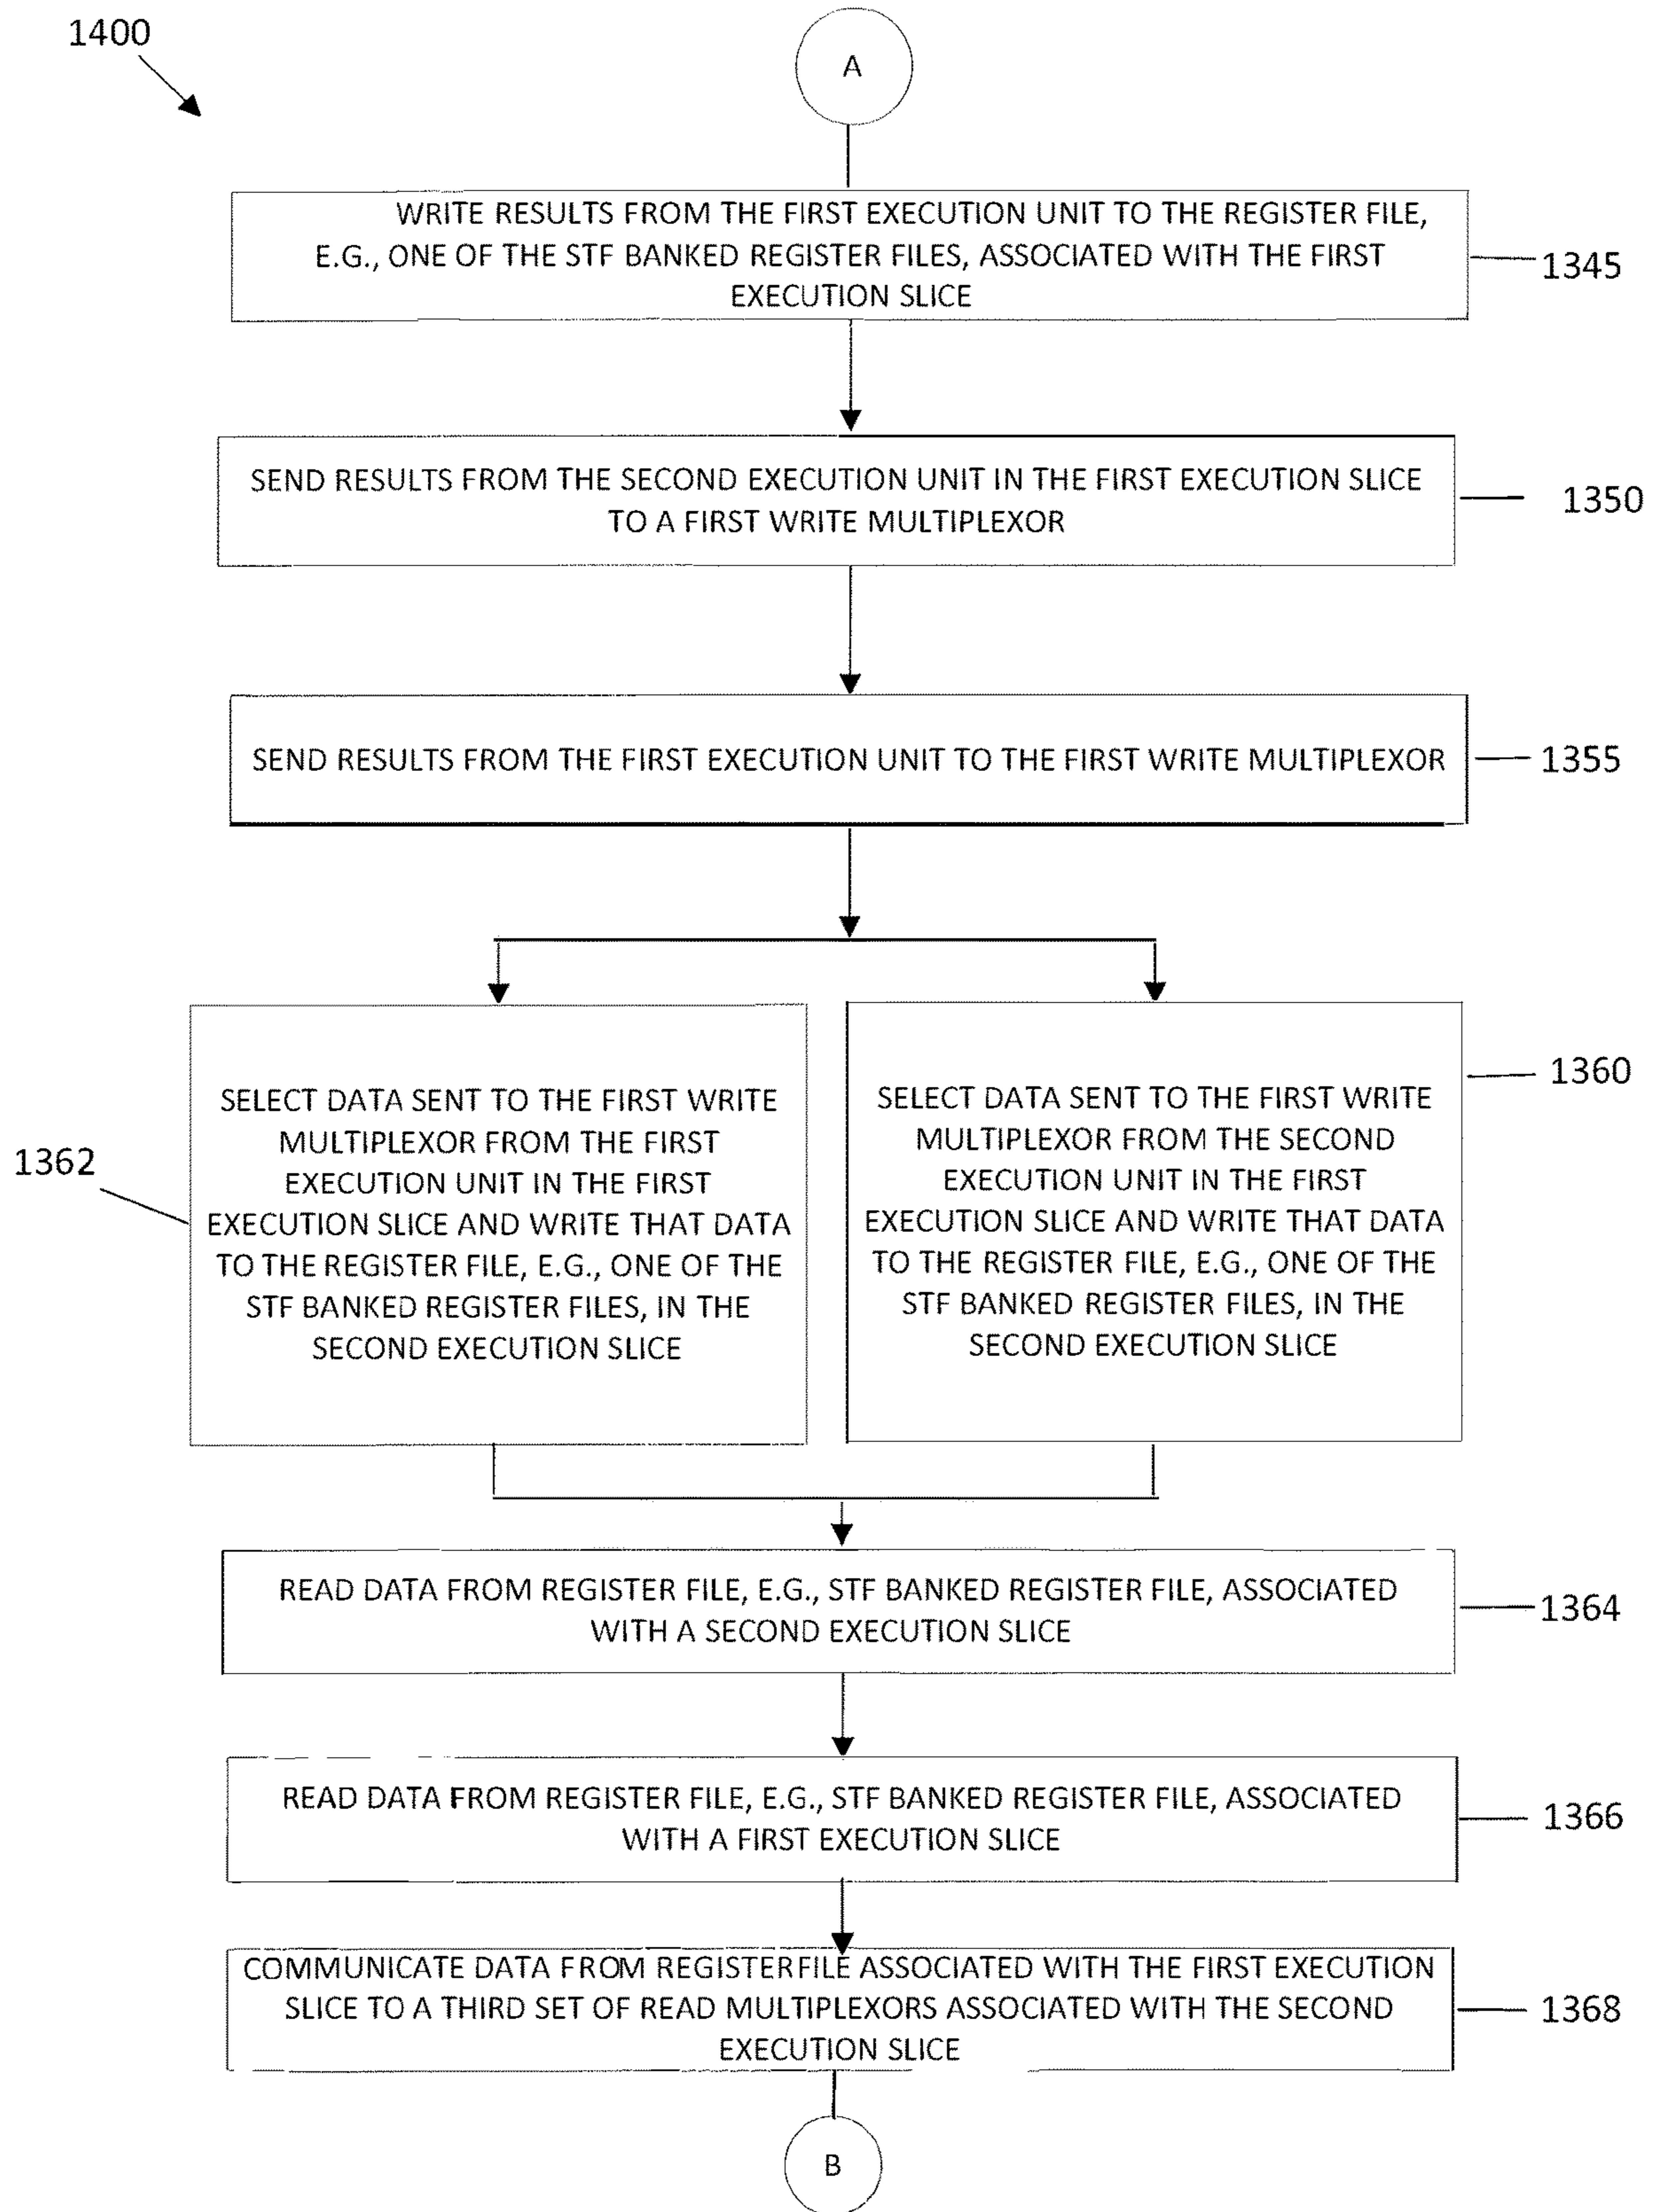 1400
A
WRITE RESULTS FROM THE FIRST EXECUTION UNIT TO THE REGISTER FILE,
E.G., ONE OF THE STF BANKED REGISTER FILES, ASSOCIATED WITH THE FIRST
EXECUTION SLICE
1345
SEND RESULTS FROM THE SECOND EXECUTION UNIT IN THE FIRST EXECUTION SLICE
TO A FIRST WRITE MULTIPLEXOR
1350
SEND RESULTS FROM THE FIRST EXECUTION UNIT TO THE FIRST WRITE MULTIPLEXOR
1355
1362
SELECT DATA SENT TO THE FIRST WRITE
MULTIPLEXOR FROM THE FIRST
EXECUTION UNIT IN THE FIRST
EXECUTION SLICE AND WRITE THAT DATA
TO THE REGISTER FILE, E.G., ONE OF THE
STF BANKED REGISTER FILES, IN THE
SECOND EXECUTION SLICE
SELECT DATA SENT TO THE FIRST WRITE
MULTIPLEXOR FROM THE SECOND
EXECUTION UNIT IN THE FIRST
EXECUTION SLICE AND WRITE THAT DATA
TO THE REGISTER FILE, E.G., ONE OF THE
STF BANKED REGISTER FILES, IN THE
SECOND EXECUTION SLICE
1360
READ DATA FROM REGISTER FILE, E.G., STF BANKED REGISTER FILE, ASSOCIATED
WITH A SECOND EXECUTION SLICE
1364
READ DATA FROM REGISTER FILE, E.G., STF BANKED REGISTER FILE, ASSOCIATED
WITH A FIRST EXECUTION SLICE
1366
COMMUNICATE DATA FROM REGISTERFILE ASSOCIATED WITH THE FIRST EXECUTION
SLICE TO A THIRD SET OF READ MULTIPLEXORS ASSOCIATED WITH THE SECOND
EXECUTION SLICE
1368
B